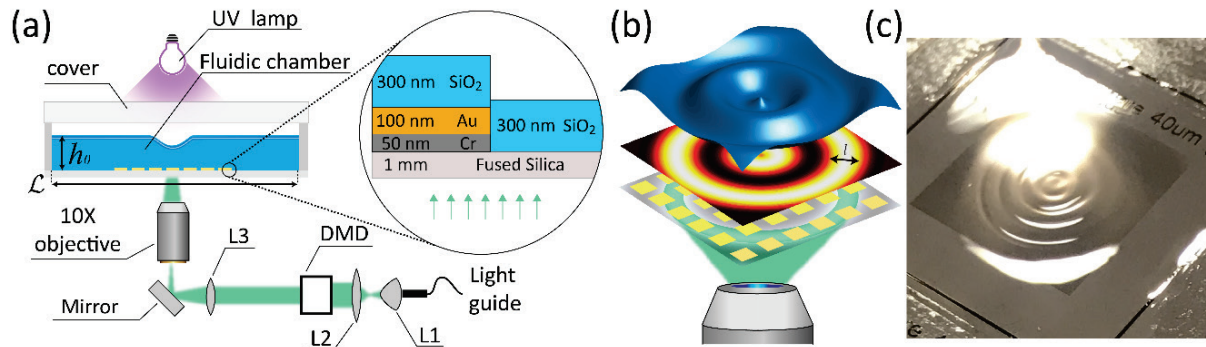 (a)
UV lamp
cover
Fluidic chamber
h₀
ℒ
10X
objective
Mirror
L3
DMD
L2
L1
Light
guide
300 nm SiO₂
100 nm Au
300 nm SiO₂
50 nm Cr
1 mm Fused Silica
(b)
l
(c)
40um